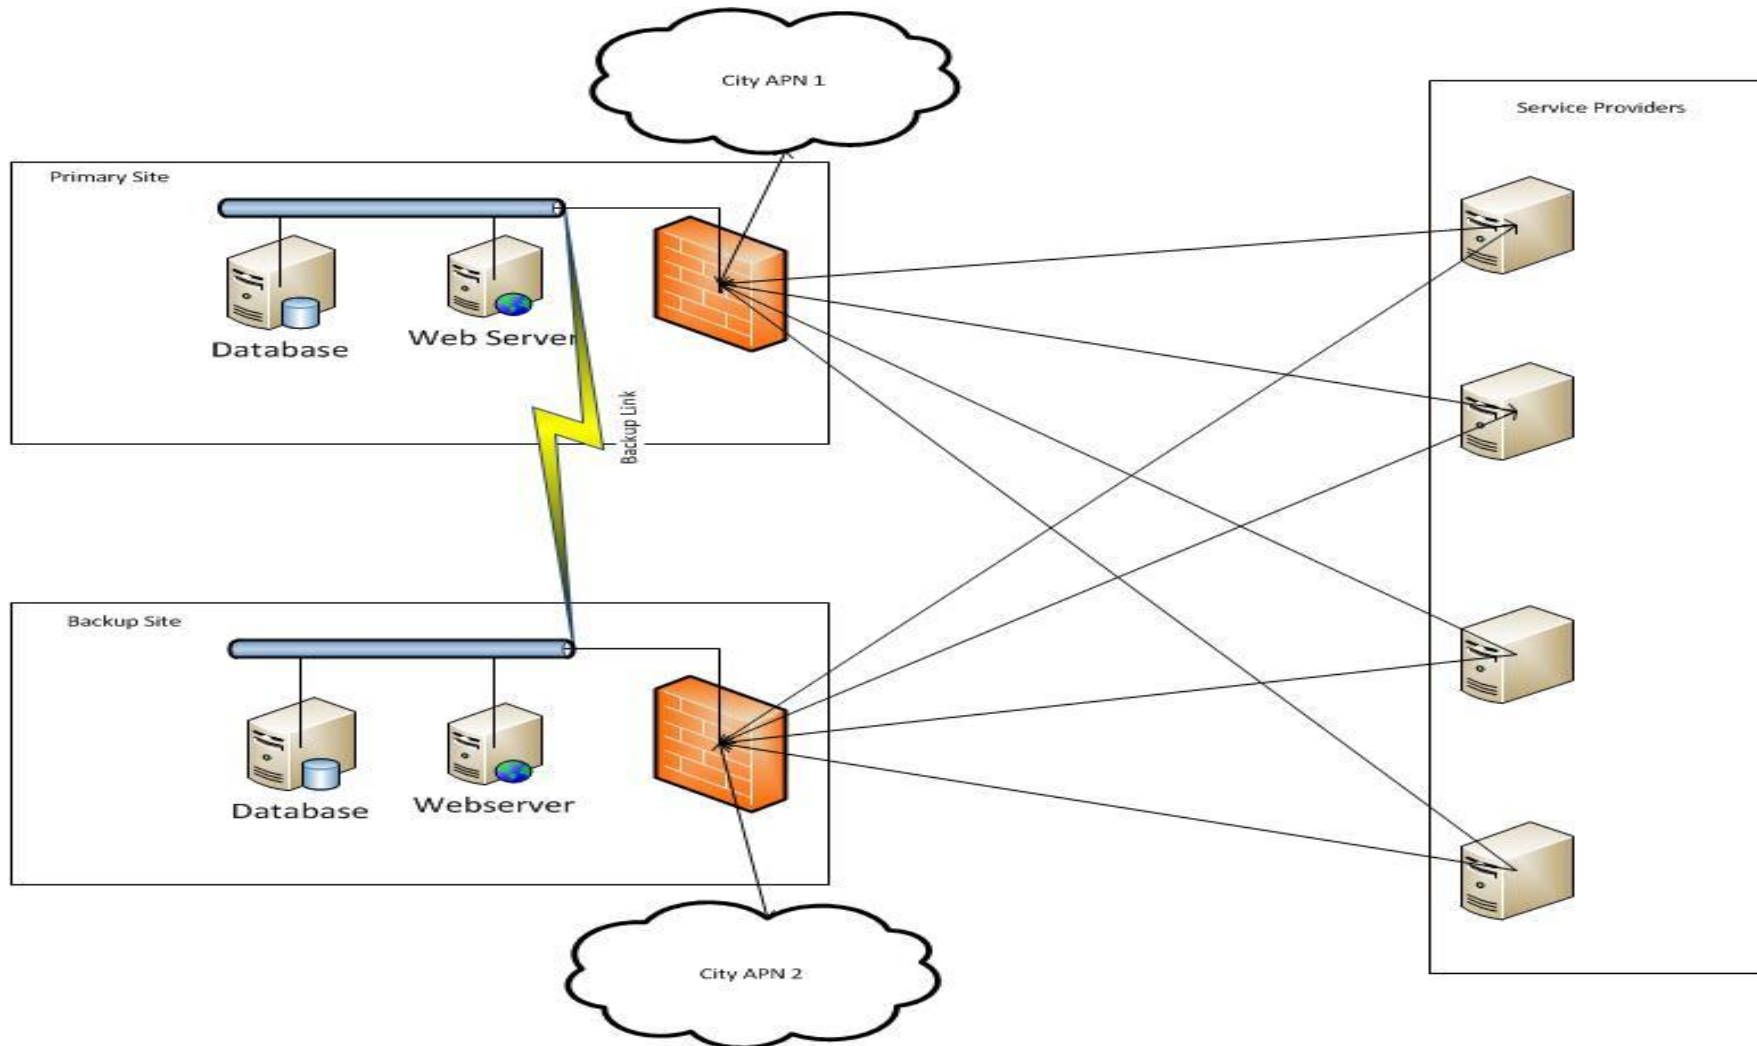 City APN 1
Service Providers
Primary Site
Database
Web Server
Backup Link
Backup Site
Database
Webserver
City APN 2